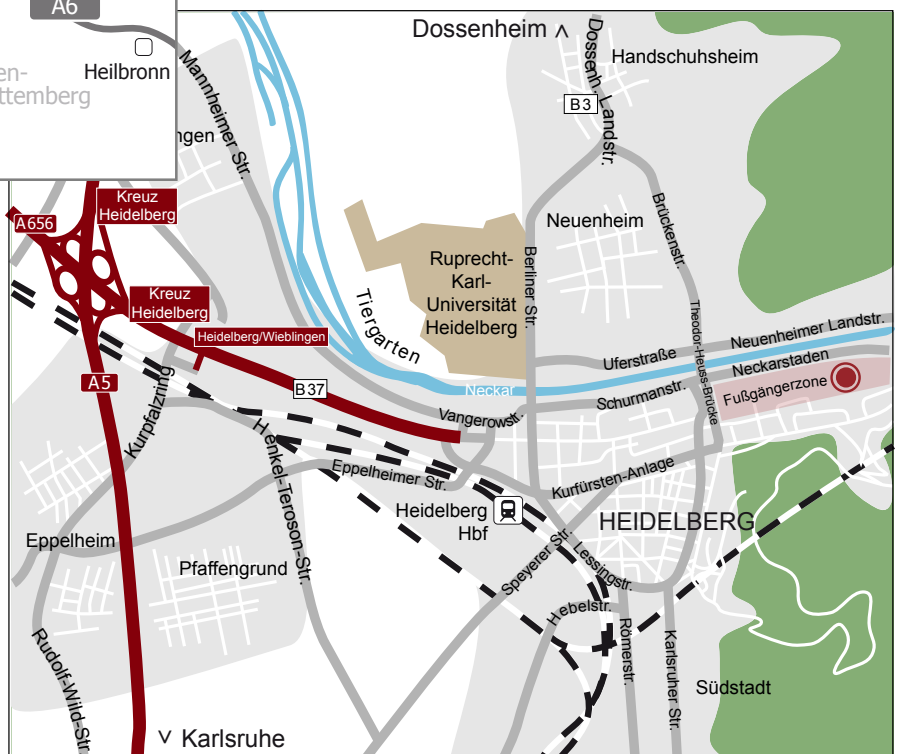 A6
Heilbronn
en-
ttemberg
ngen
Mannheimer Str.
Dossenheim
Dossenh. Landstr.
Handschuhsheim
B3
Kreuz
Heidelberg
A656
Neuenheim
Brückenstr.
Ruprecht-
Karl-
Universität
Heidelberg
Berliner Str.
Tiergarten
Kreuz
Heidelberg
Heidelberg/Wieblingen
Theodor-Heuss-Brücke
Neuenheimer Landstr.
Uferstraße
Neckarstaden
A5
B37
Neckar
Schurmanstr.
Fußgängerzone
Kurpfalzring
Vangerowstr.
Henkel-Teroson-Str.
Eppelheimer Str.
Kurfürsten-Anlage
Heidelberg
Hbf
HEIDELBERG
Eppelheim
Pfaffengrund
Speyerer Str.
Lessingstr.
Hebelstr.
Römerstr.
Karlsruher Str.
Rudolf-Wild-Str
Südstadt
Karlsruhe